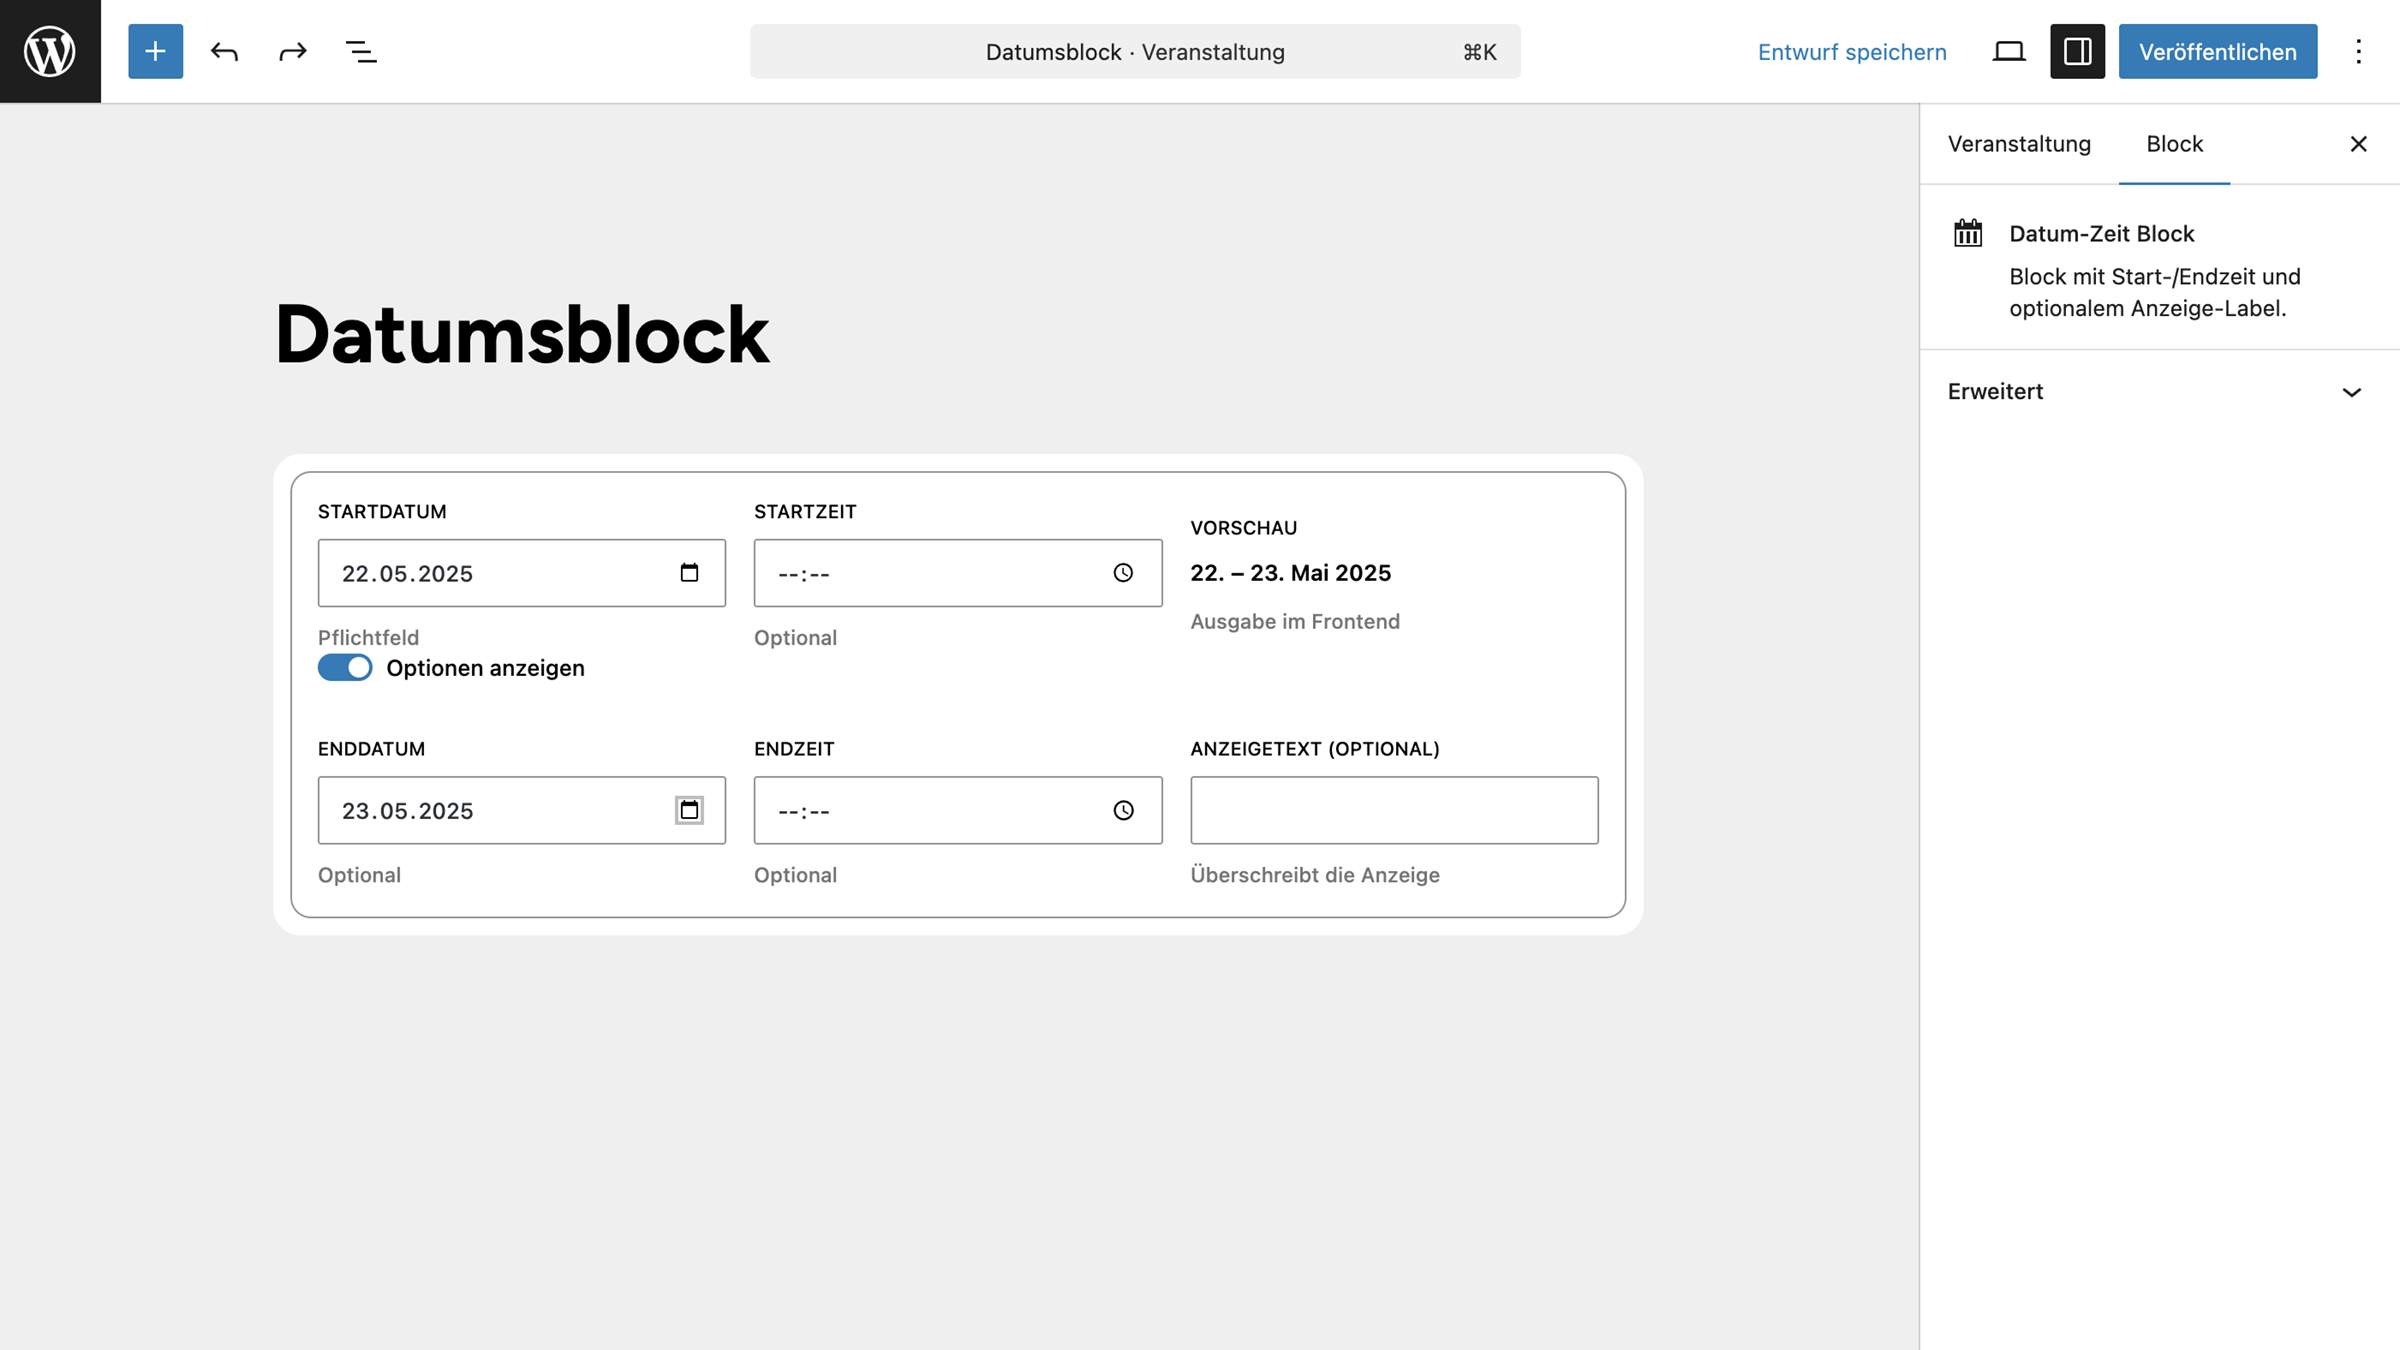 Datumsblock · Veranstaltung ⌘K
Entwurf speichern
Veröffentlichen
Veranstaltung
Block
Datum-Zeit Block
Block mit Start-/Endzeit und
optionalem Anzeige-Label.
Erweitert
Datumsblock
STARTDATUM
22.05.2025
Pflichtfeld
Optionen anzeigen
STARTZEIT
--:--
Optional
VORSCHAU
22. – 23. Mai 2025
Ausgabe im Frontend
ENDDATUM
23.05.2025
Optional
ENDZEIT
--:--
Optional
ANZEIGETEXT (OPTIONAL)
Überschreibt die Anzeige